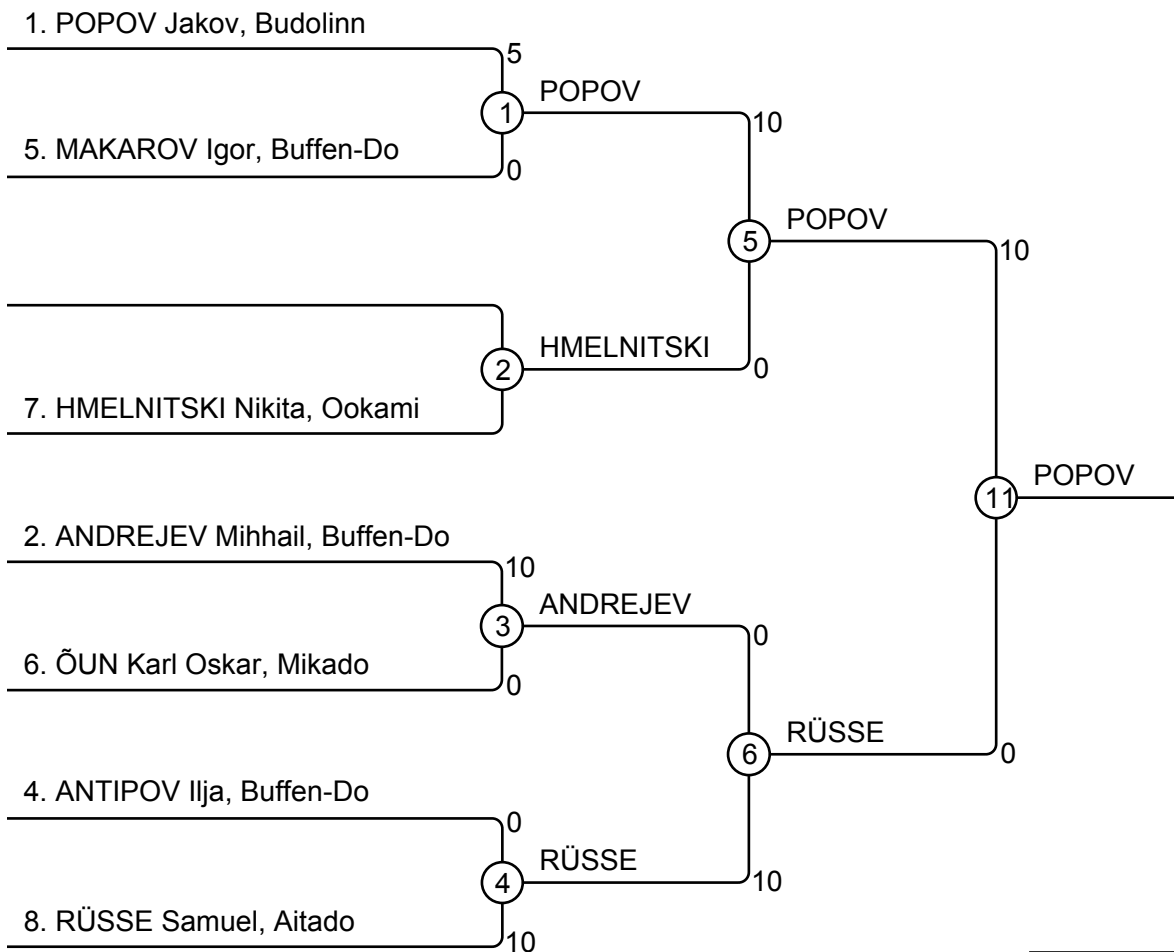 1. POPOV Jakov, Budolinn
5
1
POPOV
10
5. MAKAROV Igor, Buffen-Do
0
5
POPOV
10
2
HMELNITSKI
0
7. HMELNITSKI Nikita, Ookami
11
POPOV
2. ANDREJEV Mihhail, Buffen-Do
10
3
ANDREJEV
0
6. ÕUN Karl Oskar, Mikado
0
6
RÜSSE
0
4. ANTIPOV Ilja, Buffen-Do
0
4
RÜSSE
10
8. RÜSSE Samuel, Aitado
10